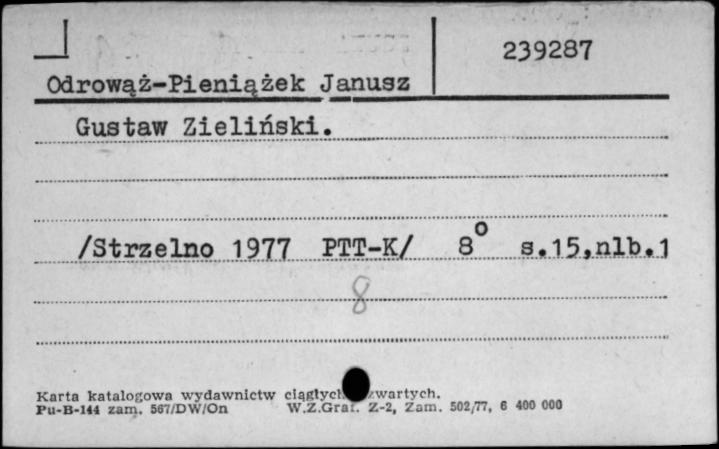 239287
Odrowąż-Pieniążek Janusz
Gustaw Zieliński.
/Strzelno 1977 PTT-K/ 8° s.15,nlb.1
8
Karta katalogowa wydawnictw zwartych.
Pu-B-144 zam. 567/DW/On W.Z.Graf. Z-2, Zam. 502/77, 6 400 000